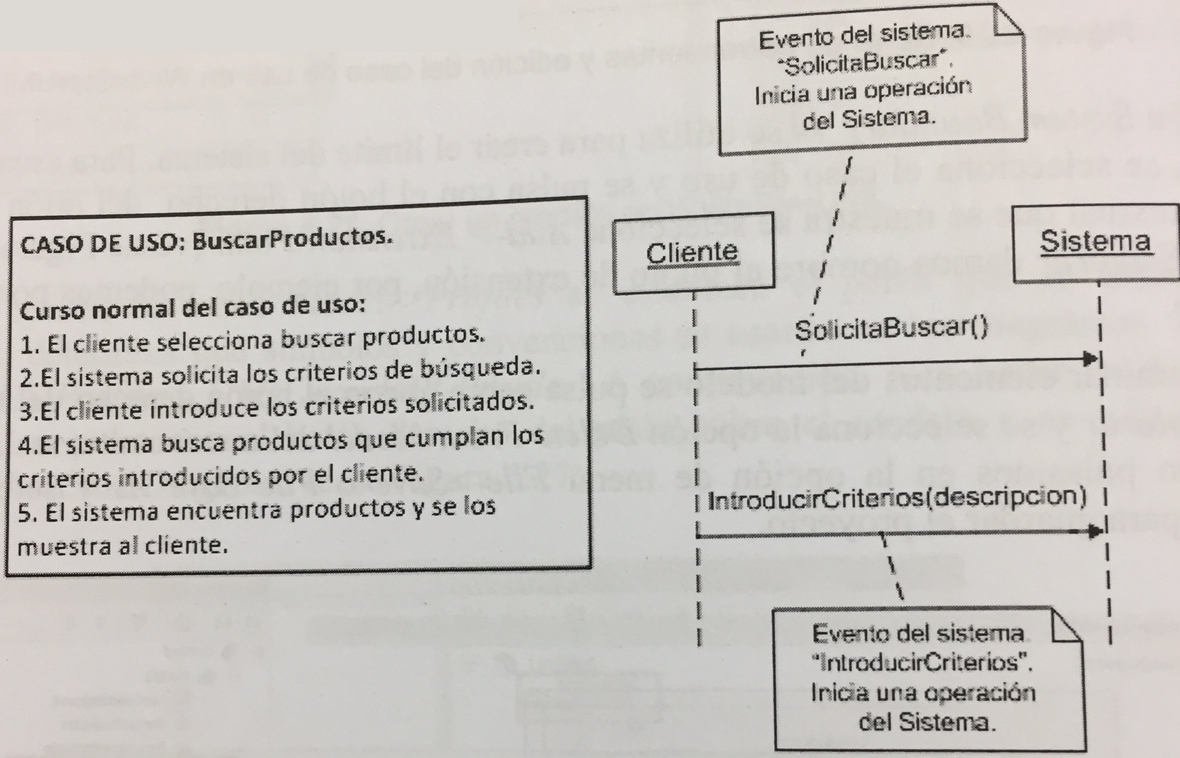 Evento del sistema.
"SolicitaBuscar".
Inicia una operación
del Sistema.
CASO DE USO: BuscarProductos.
Curso normal del caso de uso:
1. El cliente selecciona buscar productos.
2.El sistema solicita los criterios de búsqueda.
3.El cliente introduce los criterios solicitados.
4.El sistema busca productos que cumplan los
criterios introducidos por el cliente.
5. El sistema encuentra productos y se los
muestra al cliente.
Cliente
Sistema
SolicitaBuscar()
IntroducirCriterios(descripcion)
Evento del sistema.
"IntroducirCriterios".
Inicia una operación
del Sistema.